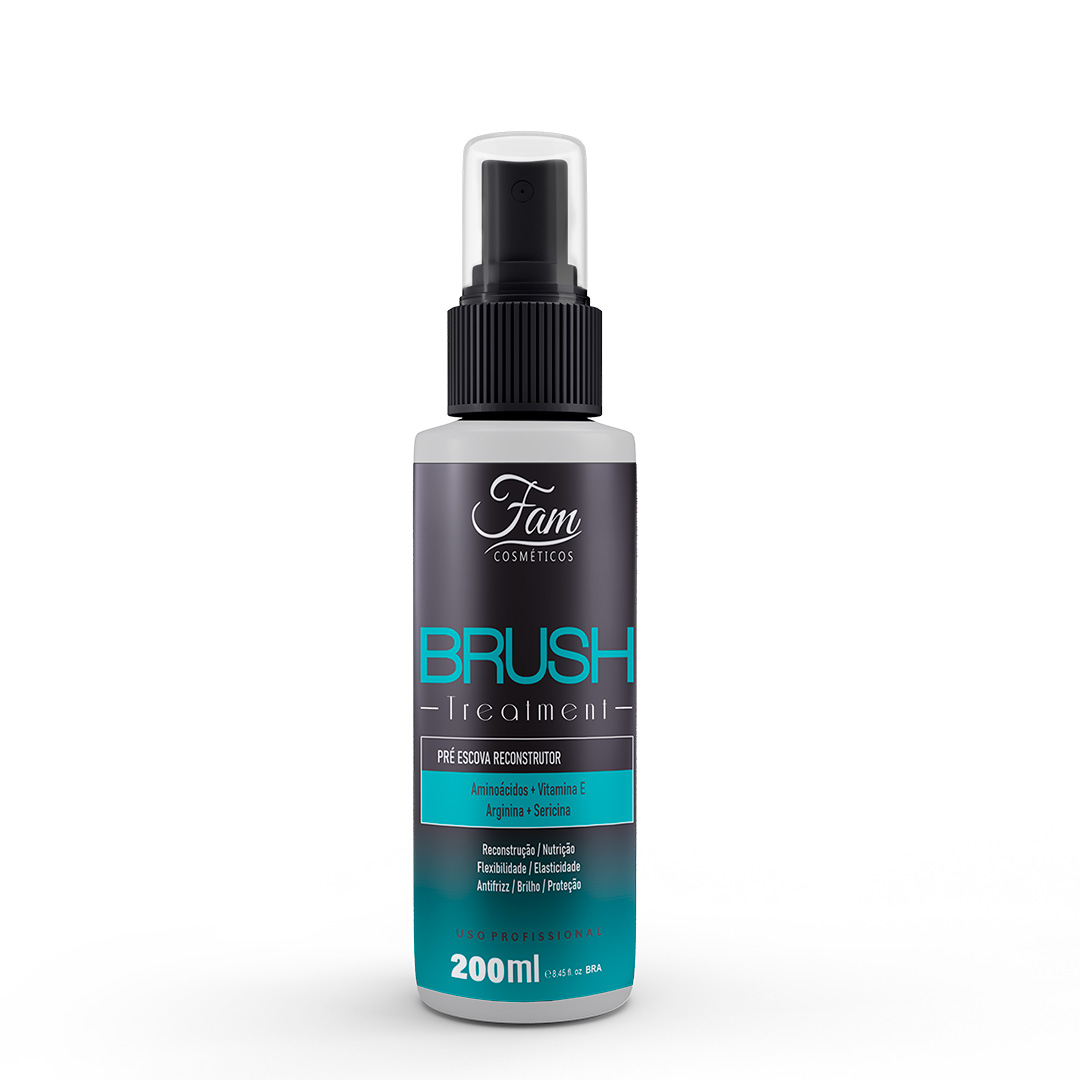 Fam
COSMÉTICOS
BRUSH
Treatment
PRÉ ESCOVA RECONSTRUTOR
Aminoácidos + Vitamina E
Arginina + Sericina
Reconstrução / Nutrição
Flexibilidade / Elasticidade
Antifrizz / Brilho / Proteção
USO PROFISSIONAL
200ml ℮ 8.45 fl. oz BRA